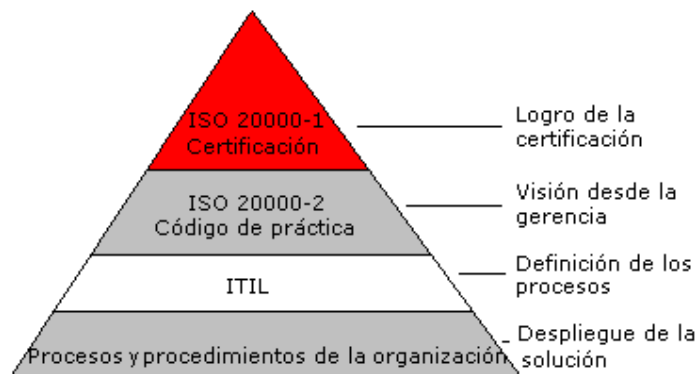 ISO 20000-1
Certificación
Logro de la
certificación
ISO 20000-2
Código de práctica
Visión desde la
gerencia
ITIL
Definición de los
procesos
Procesos y procedimientos de la organización
Despliegue de la
solución